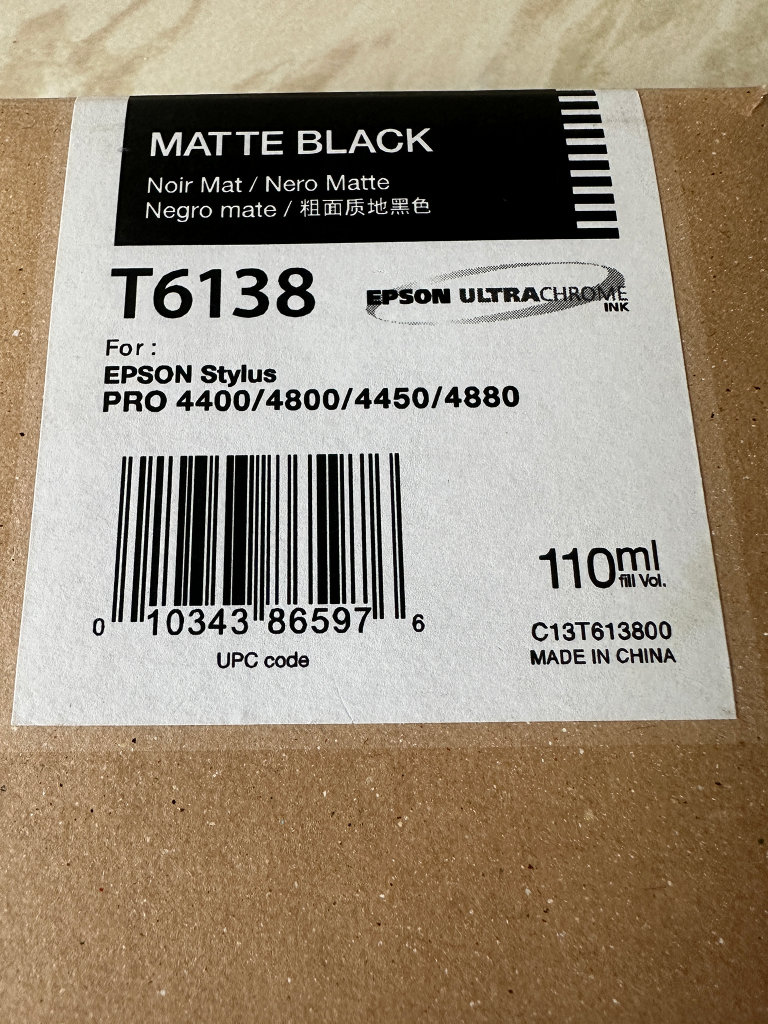 MATTE BLACK
Noir Mat / Nero Matte
Negro mate / 粗面质地黑色
T6138
EPSON ULTRACHROME
INK
For :
EPSON Stylus
PRO 4400/4800/4450/4880
0 10343 86597 6
UPC code
110ml
fill Vol.
C13T613800
MADE IN CHINA